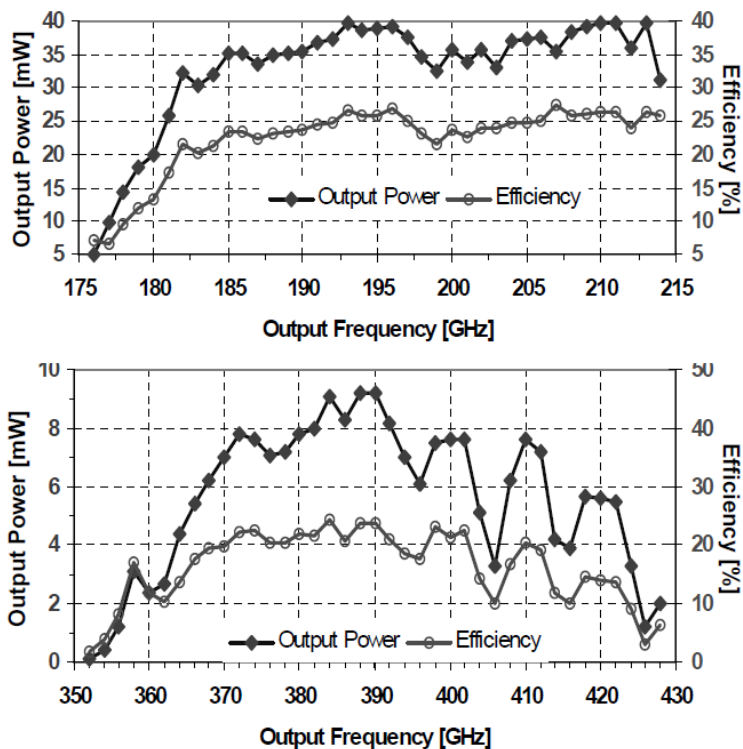 40 40
35 35
30 30
25 25
20 20
15 15
10 10
5 5
Output Power [mW]
Efficiency [%]
Output Power Efficiency
175 180 185 190 195 200 205 210 215
Output Frequency [GHz]
10 50
8 40
6 30
4 20
2 10
0 0
Output Power [mW]
Efficiency [%]
Output Power Efficiency
350 360 370 380 390 400 410 420 430
Output Frequency [GHz]